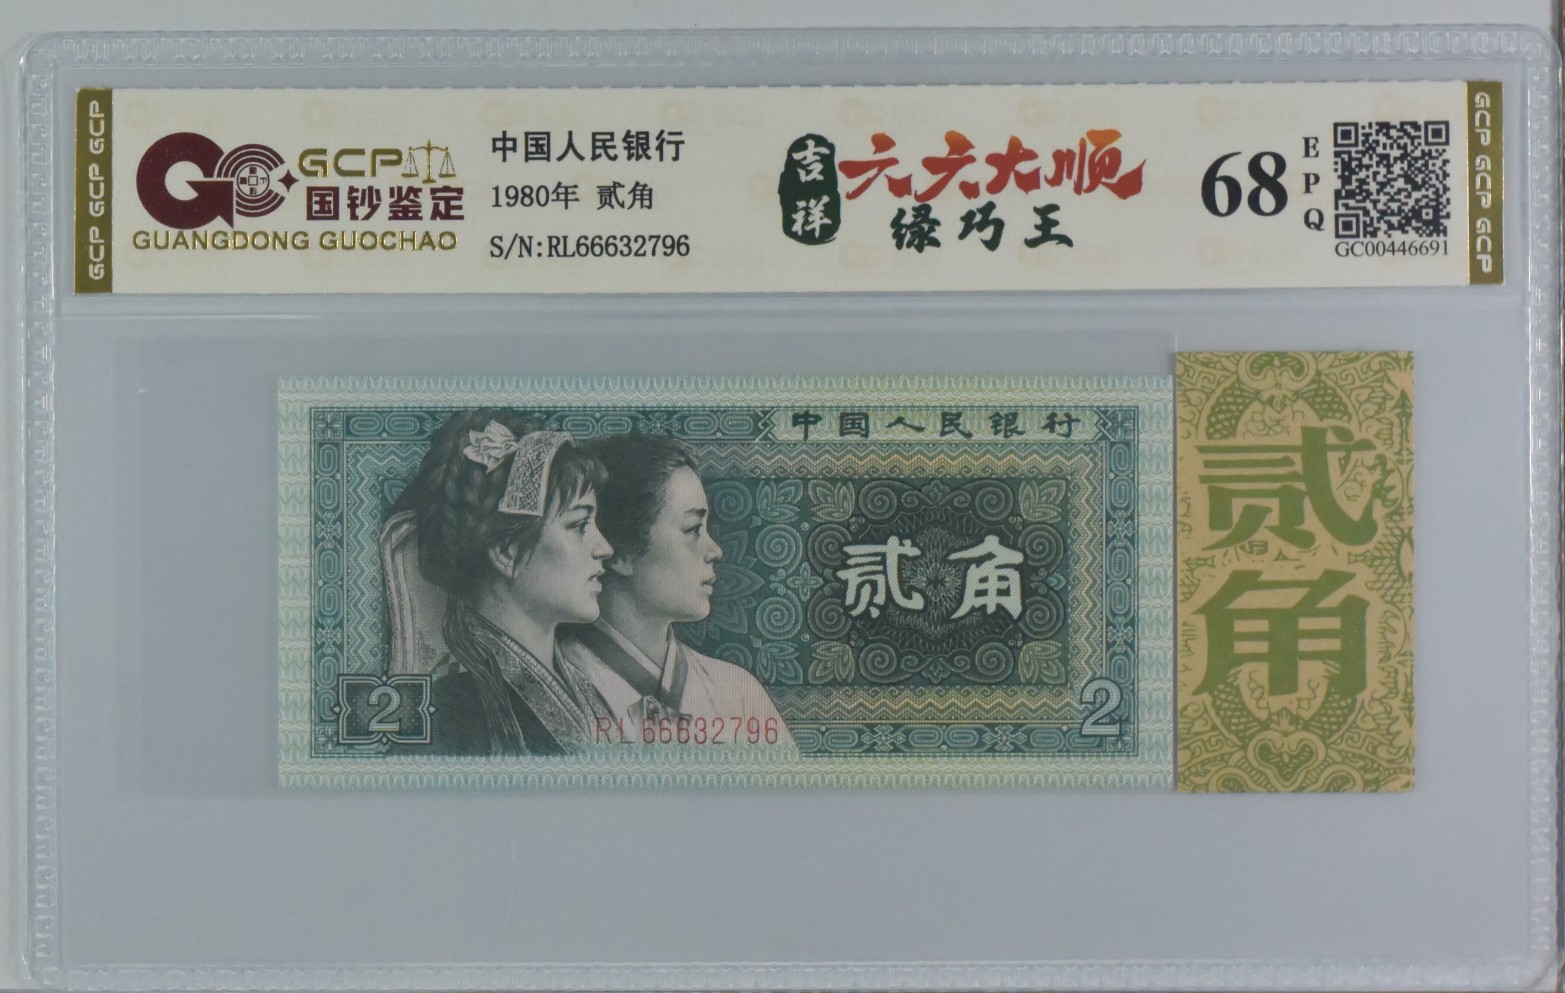 GCP GCP GCP
GCP
国钞鉴定
GUANGDONG GUOCHAO
中国人民银行
1980年 贰角
S/N:RL66632796
吉祥
六六大顺
绿巧王
68
EPQ
GC00446691
GCP GCP GCP
中国人民银行
贰角
2
RL 66632796
2
贰角